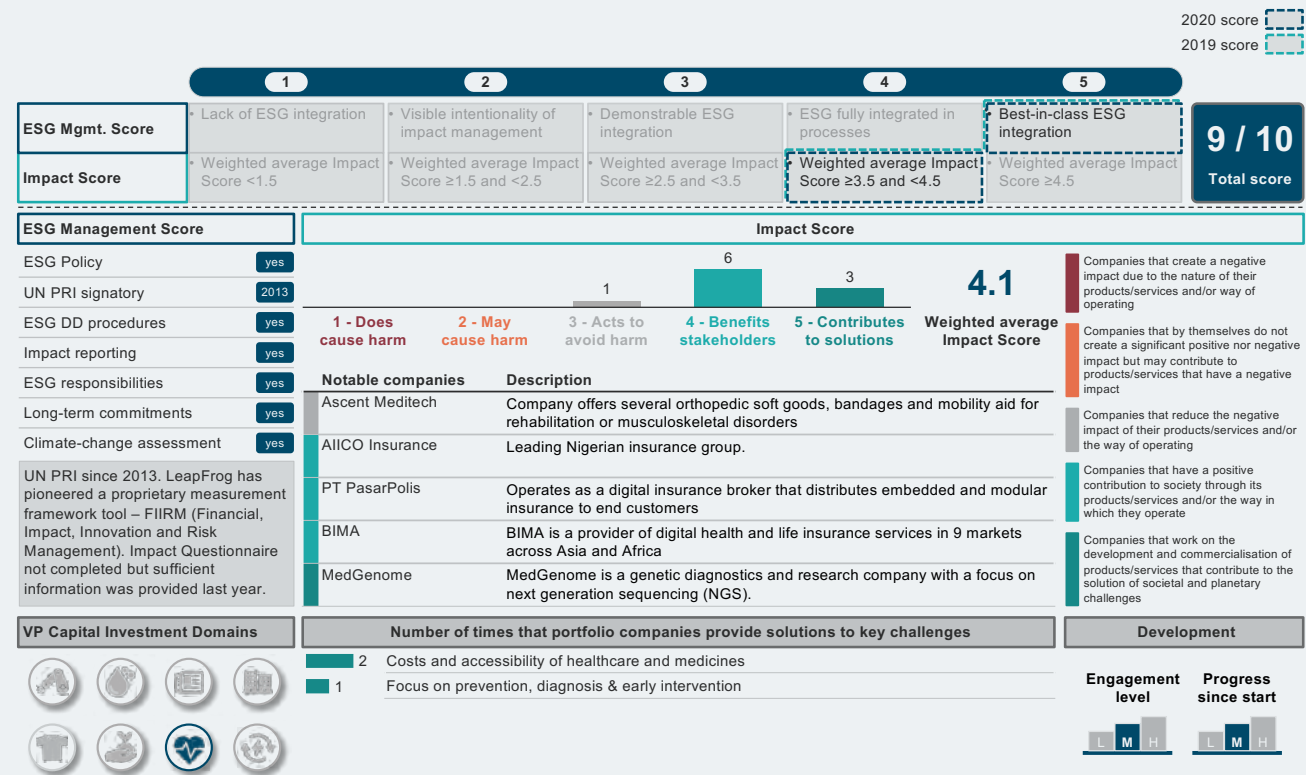 2020 score
2019 score
1 2 3 4 5
ESG Mgmt. Score
• Lack of ESG integration
• Visible intentionality of
impact management
• Demonstrable ESG
integration
• ESG fully integrated in
processes
• Best-in-class ESG
integration
Impact Score
• Weighted average Impact
Score <1.5
• Weighted average Impact
Score ≥1.5 and <2.5
• Weighted average Impact
Score ≥2.5 and <3.5
• Weighted average Impact
Score ≥3.5 and <4.5
• Weighted average Impact
Score ≥4.5
9 / 10
Total score
ESG Management Score
ESG Policy yes
UN PRI signatory 2013
ESG DD procedures yes
Impact reporting yes
ESG responsibilities yes
Long-term commitments yes
Climate-change assessment yes
UN PRI since 2013. LeapFrog has
pioneered a proprietary measurement
framework tool – FIIRM (Financial,
Impact, Innovation and Risk
Management). Impact Questionnaire
not completed but sufficient
information was provided last year.
Impact Score
1
6
3
1 - Does
cause harm
2 - May
cause harm
3 - Acts to
avoid harm
4 - Benefits
stakeholders
5 - Contributes
to solutions
4.1
Weighted average
Impact Score
Notable companies Description
Ascent Meditech
Company offers several orthopedic soft goods, bandages and mobility aid for
rehabilitation or musculoskeletal disorders
AIICO Insurance
Leading Nigerian insurance group.
PT PasarPolis
Operates as a digital insurance broker that distributes embedded and modular
insurance to end customers
BIMA
BIMA is a provider of digital health and life insurance services in 9 markets
across Asia and Africa
MedGenome
MedGenome is a genetic diagnostics and research company with a focus on
next generation sequencing (NGS).
Companies that create a negative
impact due to the nature of their
products/services and/or way of
operating
Companies that by themselves do not
create a significant positive nor negative
impact but may contribute to
products/services that have a negative
impact
Companies that reduce the negative
impact of their products/services and/or
the way of operating
Companies that have a positive
contribution to society through its
products/services and/or the way in
which they operate
Companies that work on the
development and commercialisation of
products/services that contribute to the
solution of societal and planetary
challenges
VP Capital Investment Domains
Number of times that portfolio companies provide solutions to key challenges
2 Costs and accessibility of healthcare and medicines
1 Focus on prevention, diagnosis & early intervention
Development
Engagement
level
L M H
Progress
since start
L M H